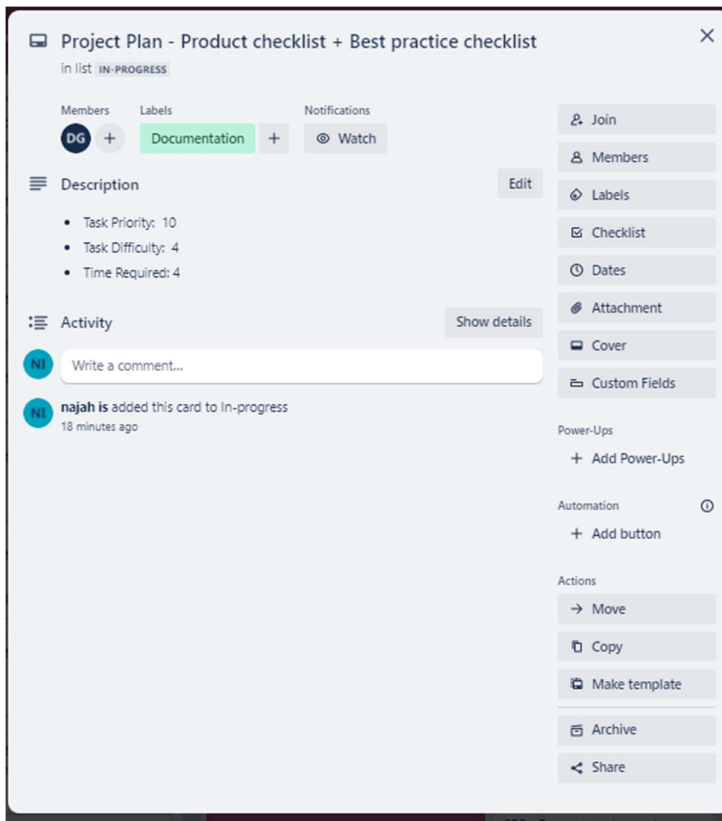 Project Plan - Product checklist + Best practice checklist
in list IN-PROGRESS
Members
Labels
Notifications
DG
+
Documentation
+
Watch
Description
Edit
• Task Priority: 10
• Task Difficulty: 4
• Time Required: 4
Activity
Show details
NI
Write a comment...
NI
najah is added this card to In-progress
18 minutes ago
Join
Members
Labels
Checklist
Dates
Attachment
Cover
Custom Fields
Power-Ups
+ Add Power-Ups
Automation
+ Add button
Actions
Move
Copy
Make template
Archive
Share